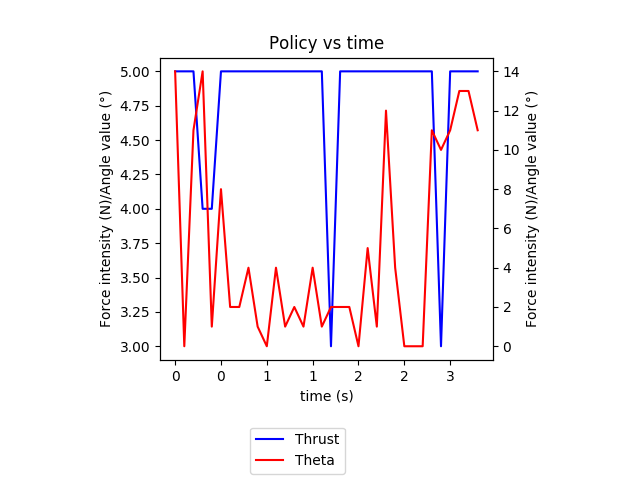 Policy vs time
Force intensity (N)/Angle value (°)
5.00
4.75
4.50
4.25
4.00
3.75
3.50
3.25
3.00
14
12
10
8
6
4
2
0
Force intensity (N)/Angle value (°)
0 0 1 1 2 2 3
time (s)
Thrust
Theta